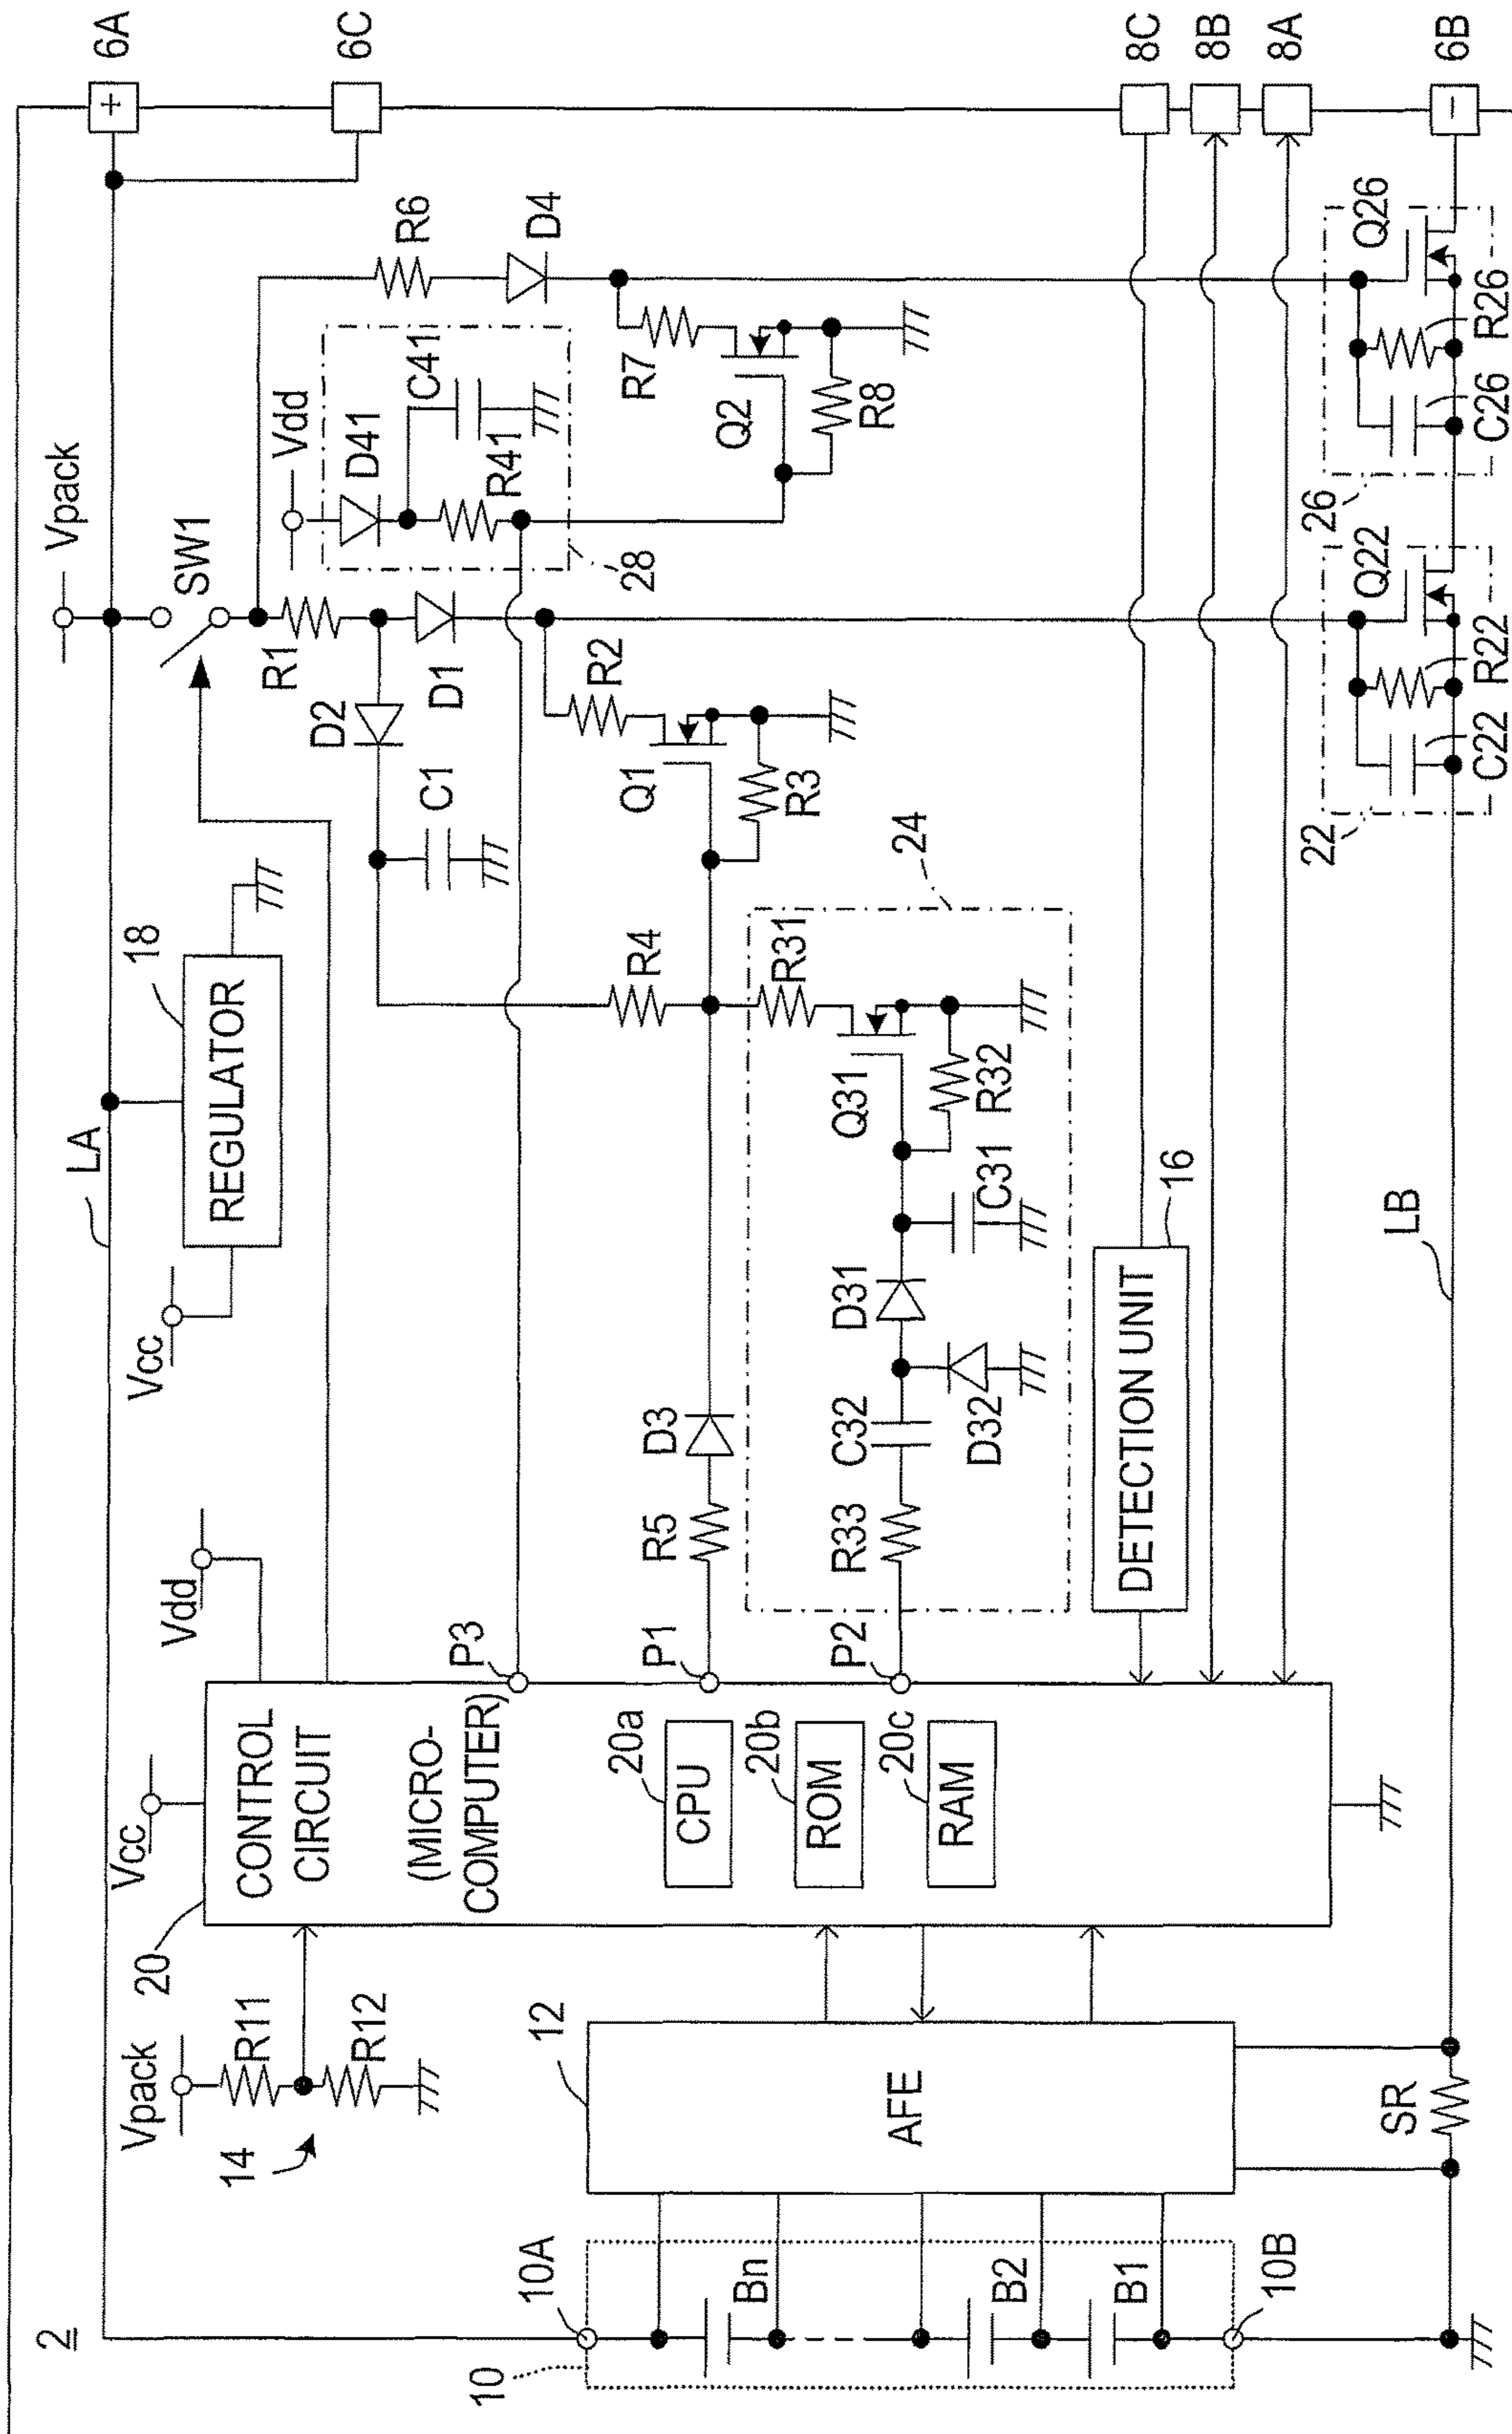 2
Vpack
6A
+
LA
6C
SW1
Vcc
18
REGULATOR
Vdd
Vcc
20
CONTROL
CIRCUIT
(MICRO-
COMPUTER)
Vpack
R11
R12
14
R1
D2
D1
C1
Vdd
D41
C41
R41
28
R6
D4
R7
Q2
R8
R2
Q1
R3
R4
P3
P1
P2
R5
D3
20a
CPU
20b
ROM
20c
RAM
24
R31
Q31
R32
R33
C32
D31
D32
C31
12
AFE
10
10A
Bn
B2
B1
10B
DETECTION UNIT
16
8C
8B
8A
SR
LB
22
Q22
C22
R22
26
Q26
C26
R26
6B
−